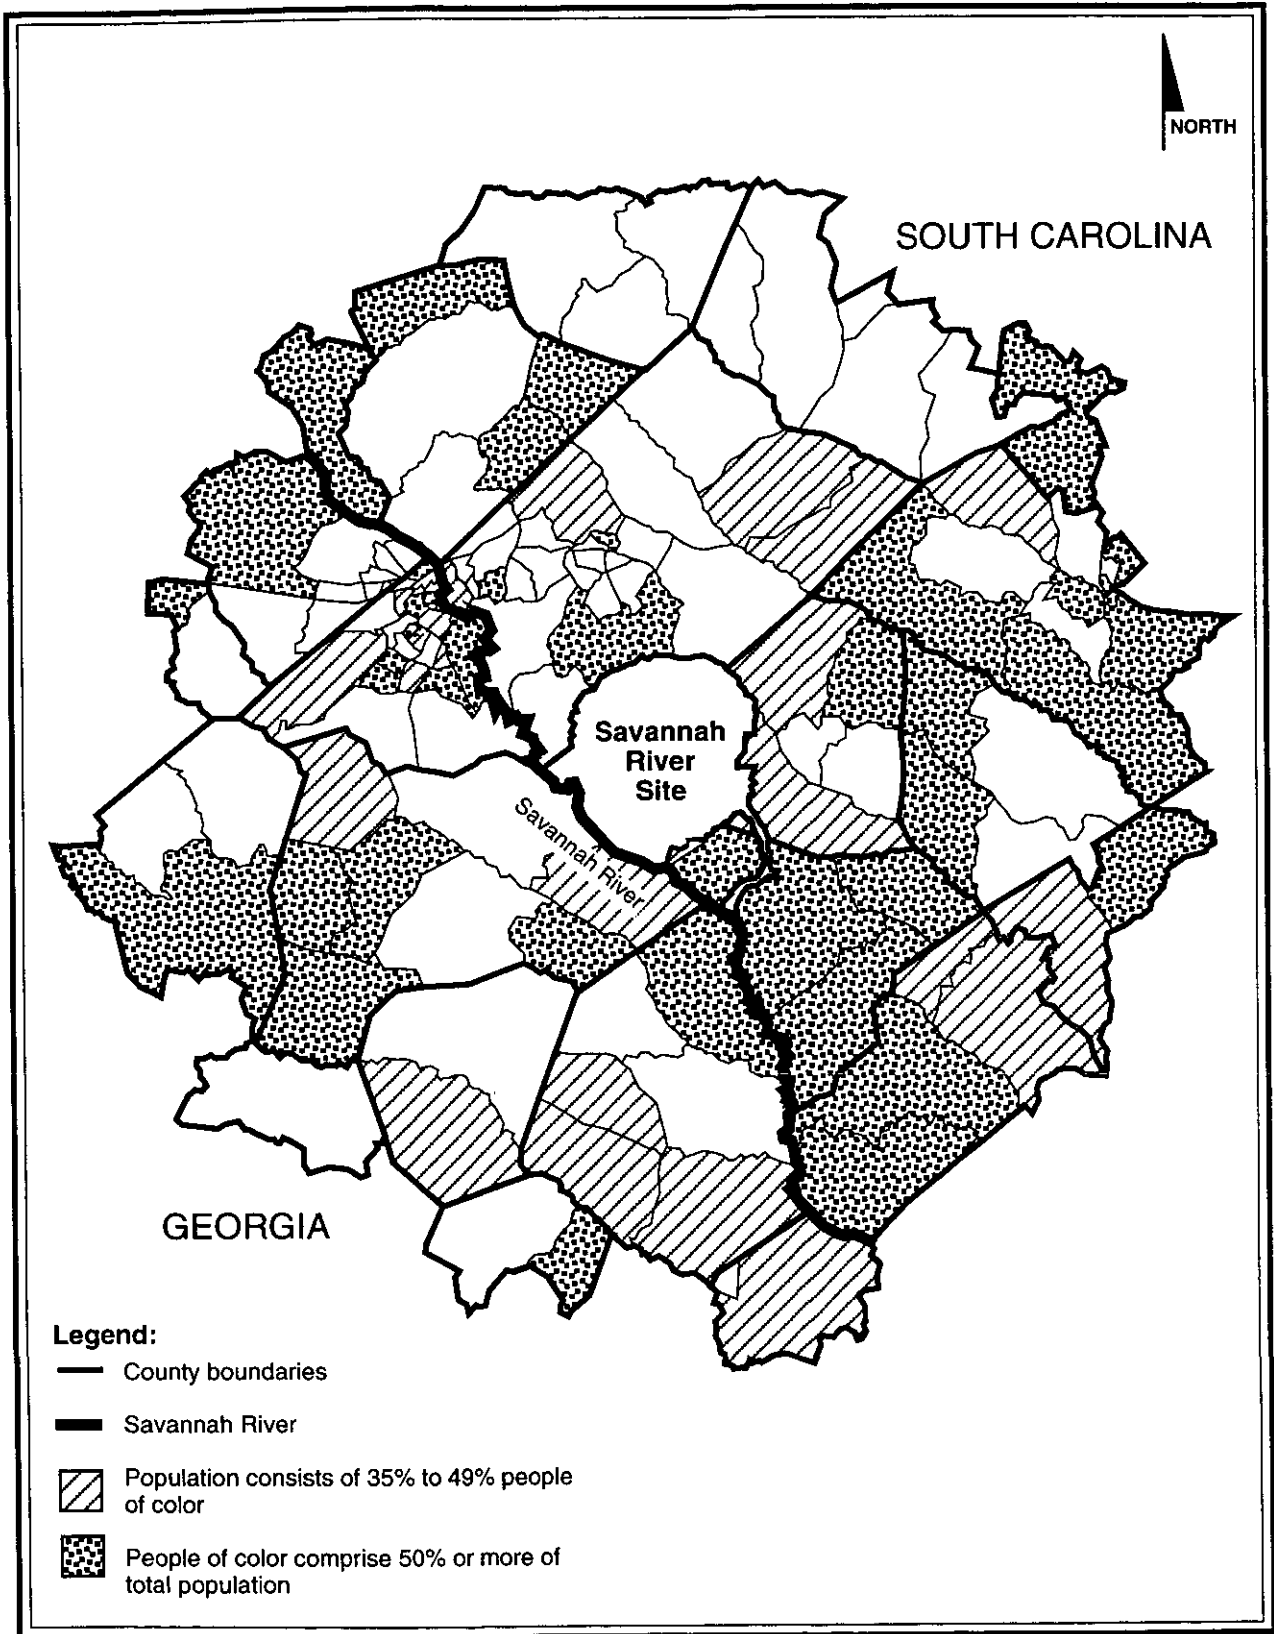 NORTH
SOUTH CAROLINA
Savannah
River
Site
Savannah River
GEORGIA
Legend:
County boundaries
Savannah River
Population consists of 35% to 49% people
of color
People of color comprise 50% or more of
total population